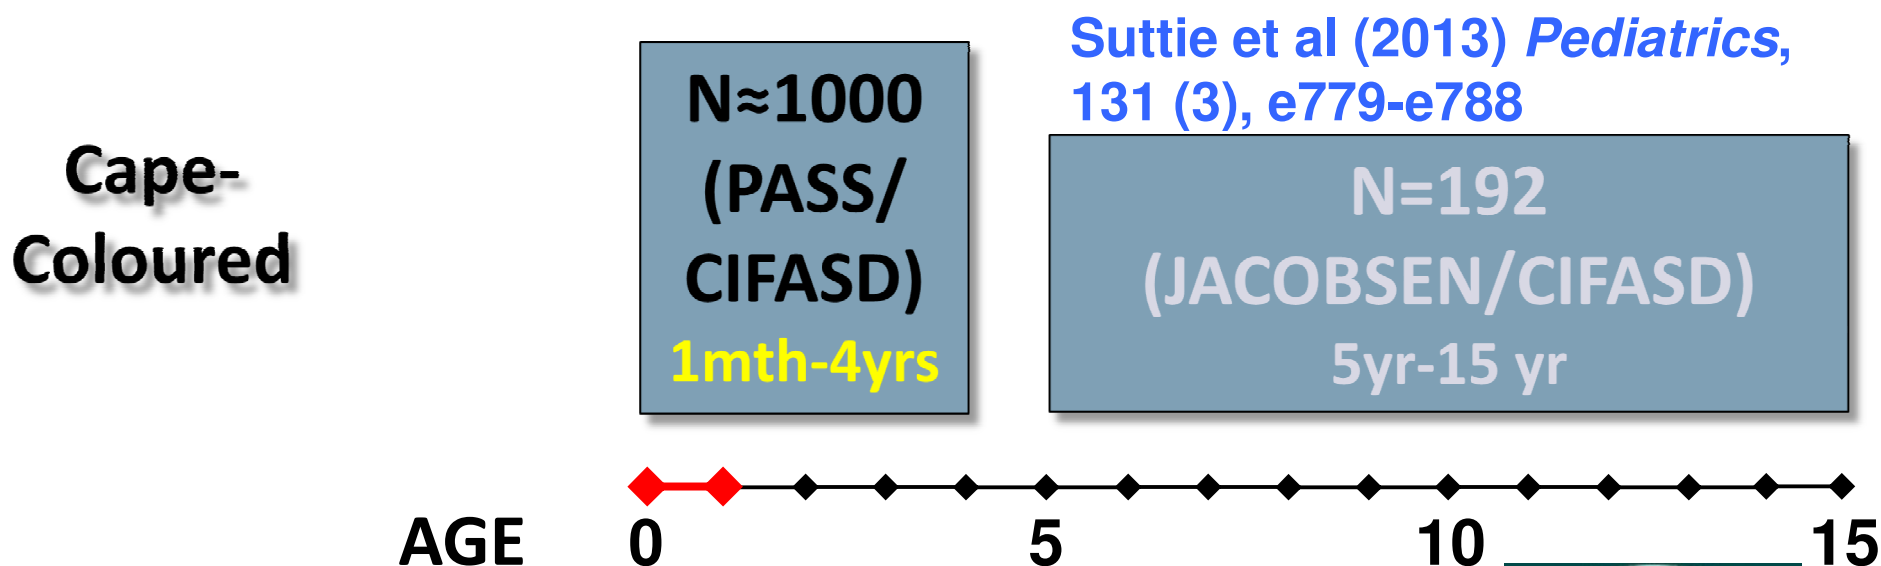 Suttie et al (2013) Pediatrics,
131 (3), e779-e788
Cape-
Coloured
N≈1000
(PASS/
CIFASD)
1mth-4yrs
N=192
(JACOBSEN/CIFASD)
5yr-15 yr
AGE 0 5 10 15